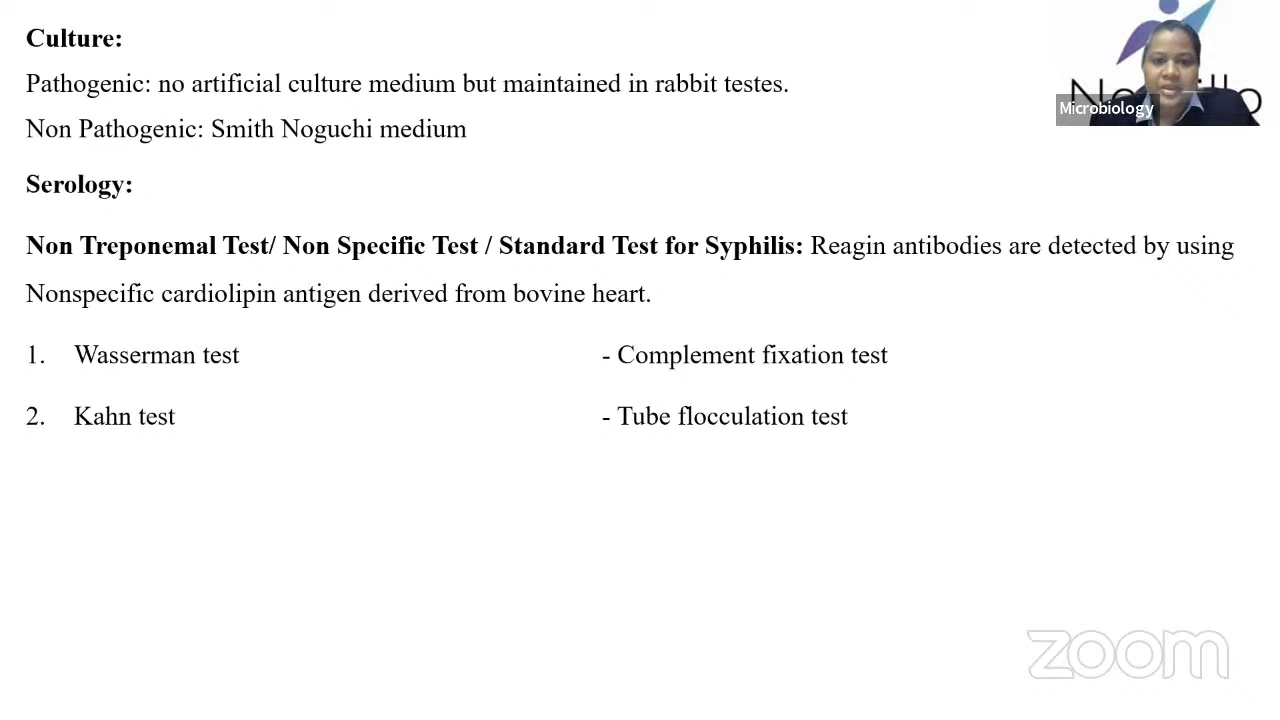 Culture:
Pathogenic: no artificial culture medium but maintained in rabbit testes.
Microbiology
Non Pathogenic: Smith Noguchi medium
Serology:
Non Treponemal Test/ Non Specific Test / Standard Test for Syphilis: Reagin antibodies are detected by using
Nonspecific cardiolipin antigen derived from bovine heart.
1. Wasserman test - Complement fixation test
2. Kahn test - Tube flocculation test
zoom